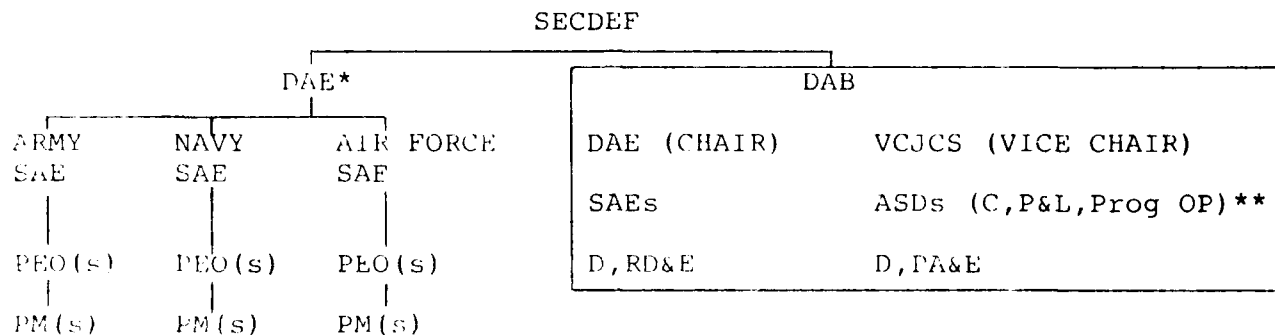 SECDEF
DAE* DAB
ARMY NAVY AIR FORCE DAE (CHAIR) VCJCS (VICE CHAIR)
SAE SAE SAE
SAEs ASDs (C,P&L,Prog OP)**
PEO(s) PEO(s) PEO(s) D,RD&E D,PA&E
PM(s) PM(s) PM(s)